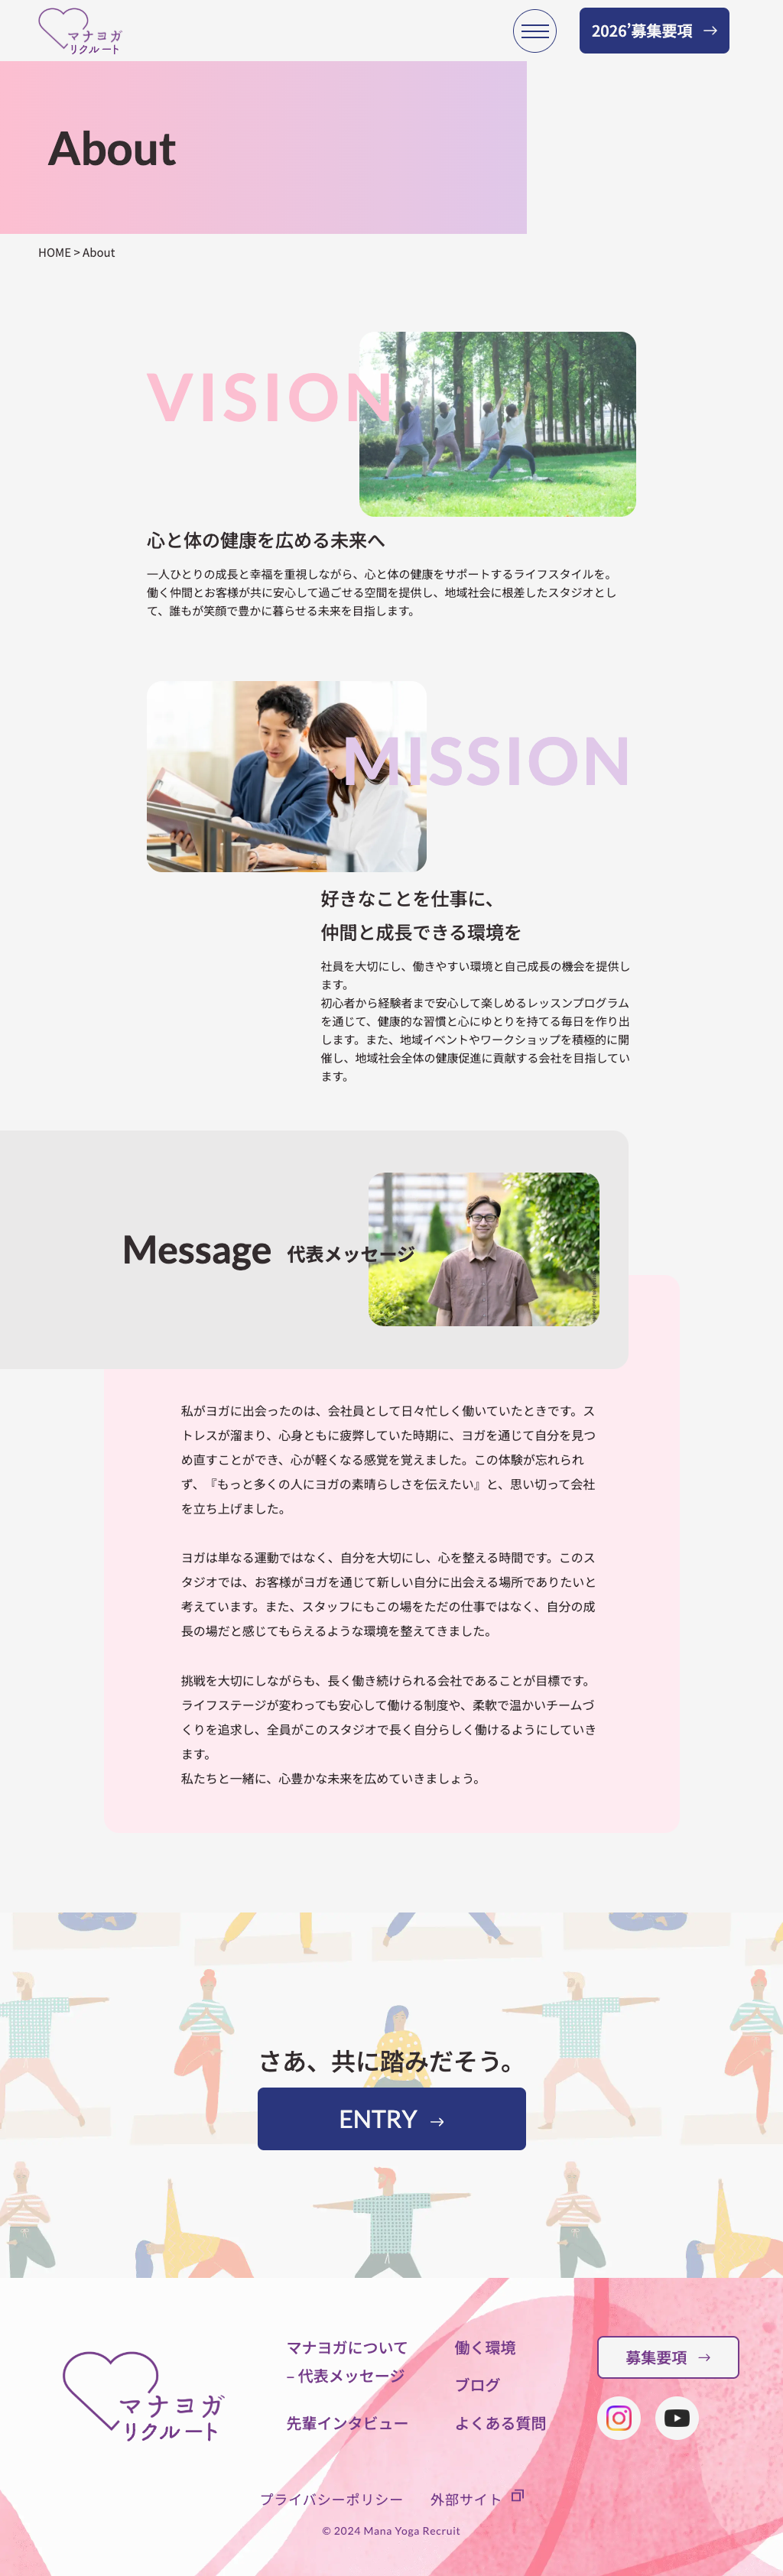 マナヨガ
リクルート
2026’募集要項 →
About
HOME > About
VISION
心と体の健康を広める未来へ
一人ひとりの成長と幸福を重視しながら、心と体の健康をサポートするライフスタイルを。
働く仲間とお客様が共に安心して過ごせる空間を提供し、地域社会に根差したスタジオとし
て、誰もが笑顔で豊かに暮らせる未来を目指します。
MISSION
好きなことを仕事に、
仲間と成長できる環境を
社員を大切にし、働きやすい環境と自己成長の機会を提供し
ます。
初心者から経験者まで安心して楽しめるレッスンプログラム
を通じて、健康的な習慣と心にゆとりを持てる毎日を作り出
します。また、地域イベントやワークショップを積極的に開
催し、地域社会全体の健康促進に貢献する会社を目指してい
ます。
Message 代表メッセージ
私がヨガに出会ったのは、会社員として日々忙しく働いていたときです。ス
トレスが溜まり、心身ともに疲弊していた時期に、ヨガを通じて自分を見つ
め直すことができ、心が軽くなる感覚を覚えました。この体験が忘れられ
ず、『もっと多くの人にヨガの素晴らしさを伝えたい』と、思い切って会社
を立ち上げました。
ヨガは単なる運動ではなく、自分を大切にし、心を整える時間です。このス
タジオでは、お客様がヨガを通じて新しい自分に出会える場所でありたいと
考えています。また、スタッフにもこの場をただの仕事ではなく、自分の成
長の場だと感じてもらえるような環境を整えてきました。
挑戦を大切にしながらも、長く働き続けられる会社であることが目標です。
ライフステージが変わっても安心して働ける制度や、柔軟で温かいチームづ
くりを追求し、全員がこのスタジオで長く自分らしく働けるようにしていき
ます。
私たちと一緒に、心豊かな未来を広めていきましょう。
さあ、共に踏みだそう。
ENTRY →
マナヨガ
リクルート
マナヨガについて
– 代表メッセージ
先輩インタビュー
働く環境
ブログ
よくある質問
募集要項 →
プライバシーポリシー 外部サイト
© 2024 Mana Yoga Recruit